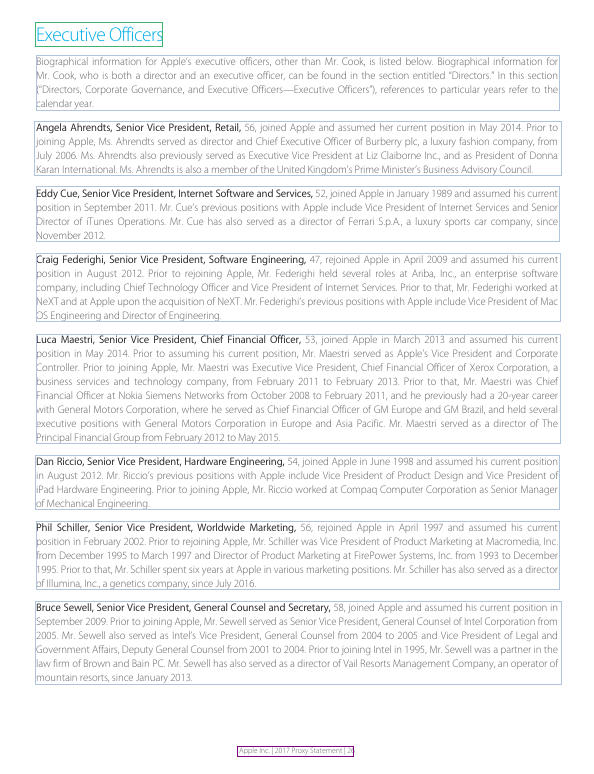 Executive Officers
Biographical information for Apple's executive officers, other than Mr. Cook, is listed below. Biographical information for
Mr. Cook, who is both a director and an executive officer, can be found in the section entitled “Directors.” In this section
(“Directors, Corporate Governance, and Executive Officers—Executive Officers”), references to particular years refer to the
calendar year.
Angela Ahrendts, Senior Vice President, Retail, 56, joined Apple and assumed her current position in May 2014. Prior to
joining Apple, Ms. Ahrendts served as director and Chief Executive Officer of Burberry plc, a luxury fashion company, from
July 2006. Ms. Ahrendts also previously served as Executive Vice President at Liz Claiborne Inc., and as President of Donna
Karan International. Ms. Ahrendts is also a member of the United Kingdom's Prime Minister's Business Advisory Council.
Eddy Cue, Senior Vice President, Internet Software and Services, 52, joined Apple in January 1989 and assumed his current
position in September 2011. Mr. Cue's previous positions with Apple include Vice President of Internet Services and Senior
Director of iTunes Operations. Mr. Cue has also served as a director of Ferrari S.p.A., a luxury sports car company, since
November 2012.
Craig Federighi, Senior Vice President, Software Engineering, 47, rejoined Apple in April 2009 and assumed his current
position in August 2012. Prior to rejoining Apple, Mr. Federighi held several roles at Ariba, Inc., an enterprise software
company, including Chief Technology Officer and Vice President of Internet Services. Prior to that, Mr. Federighi worked at
NeXT and at Apple upon the acquisition of NeXT. Mr. Federighi's previous positions with Apple include Vice President of Mac
OS Engineering and Director of Engineering.
Luca Maestri, Senior Vice President, Chief Financial Officer, 53, joined Apple in March 2013 and assumed his current
position in May 2014. Prior to assuming his current position, Mr. Maestri served as Apple's Vice President and Corporate
Controller. Prior to joining Apple, Mr. Maestri was Executive Vice President, Chief Financial Officer of Xerox Corporation, a
business services and technology company, from February 2011 to February 2013. Prior to that, Mr. Maestri was Chief
Financial Officer at Nokia Siemens Networks from October 2008 to February 2011, and he previously had a 20-year career
with General Motors Corporation, where he served as Chief Financial Officer of GM Europe and GM Brazil, and held several
executive positions with General Motors Corporation in Europe and Asia Pacific. Mr. Maestri served as a director of The
Principal Financial Group from February 2012 to May 2015.
Dan Riccio, Senior Vice President, Hardware Engineering, 54, joined Apple in June 1998 and assumed his current position
in August 2012. Mr. Riccio's previous positions with Apple include Vice President of Product Design and Vice President of
iPad Hardware Engineering. Prior to joining Apple, Mr. Riccio worked at Compaq Computer Corporation as Senior Manager
of Mechanical Engineering.
Phil Schiller, Senior Vice President, Worldwide Marketing, 56, rejoined Apple in April 1997 and assumed his current
position in February 2002. Prior to rejoining Apple, Mr. Schiller was Vice President of Product Marketing at Macromedia, Inc.
from December 1995 to March 1997 and Director of Product Marketing at FirePower Systems, Inc. from 1993 to December
1995. Prior to that, Mr. Schiller spent six years at Apple in various marketing positions. Mr. Schiller has also served as a director
of Illumina, Inc., a genetics company, since July 2016.
Bruce Sewell, Senior Vice President, General Counsel and Secretary, 58, joined Apple and assumed his current position in
September 2009. Prior to joining Apple, Mr. Sewell served as Senior Vice President, General Counsel of Intel Corporation from
2005. Mr. Sewell also served as Intel's Vice President, General Counsel from 2004 to 2005 and Vice President of Legal and
Government Affairs, Deputy General Counsel from 2001 to 2004. Prior to joining Intel in 1995, Mr. Sewell was a partner in the
law firm of Brown and Bain PC. Mr. Sewell has also served as a director of Vail Resorts Management Company, an operator of
mountain resorts, since January 2013.
Apple Inc. | 2017 Proxy Statement | 26